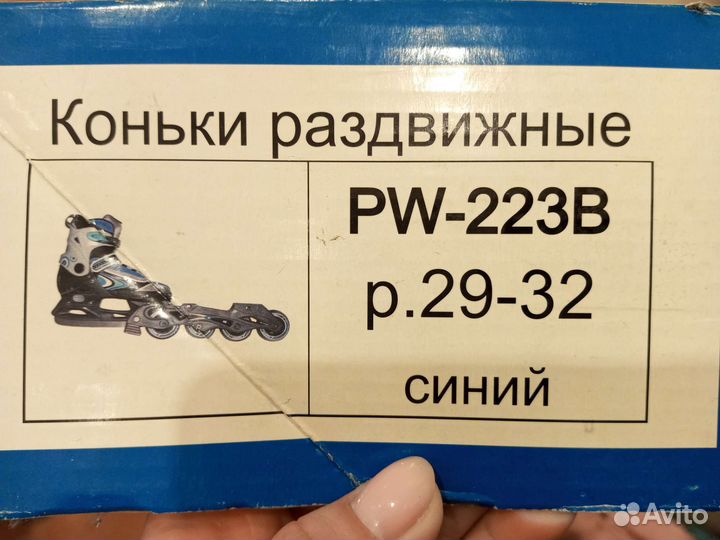 Коньки раздвижные
PW-223B
р.29-32
синий
Avito